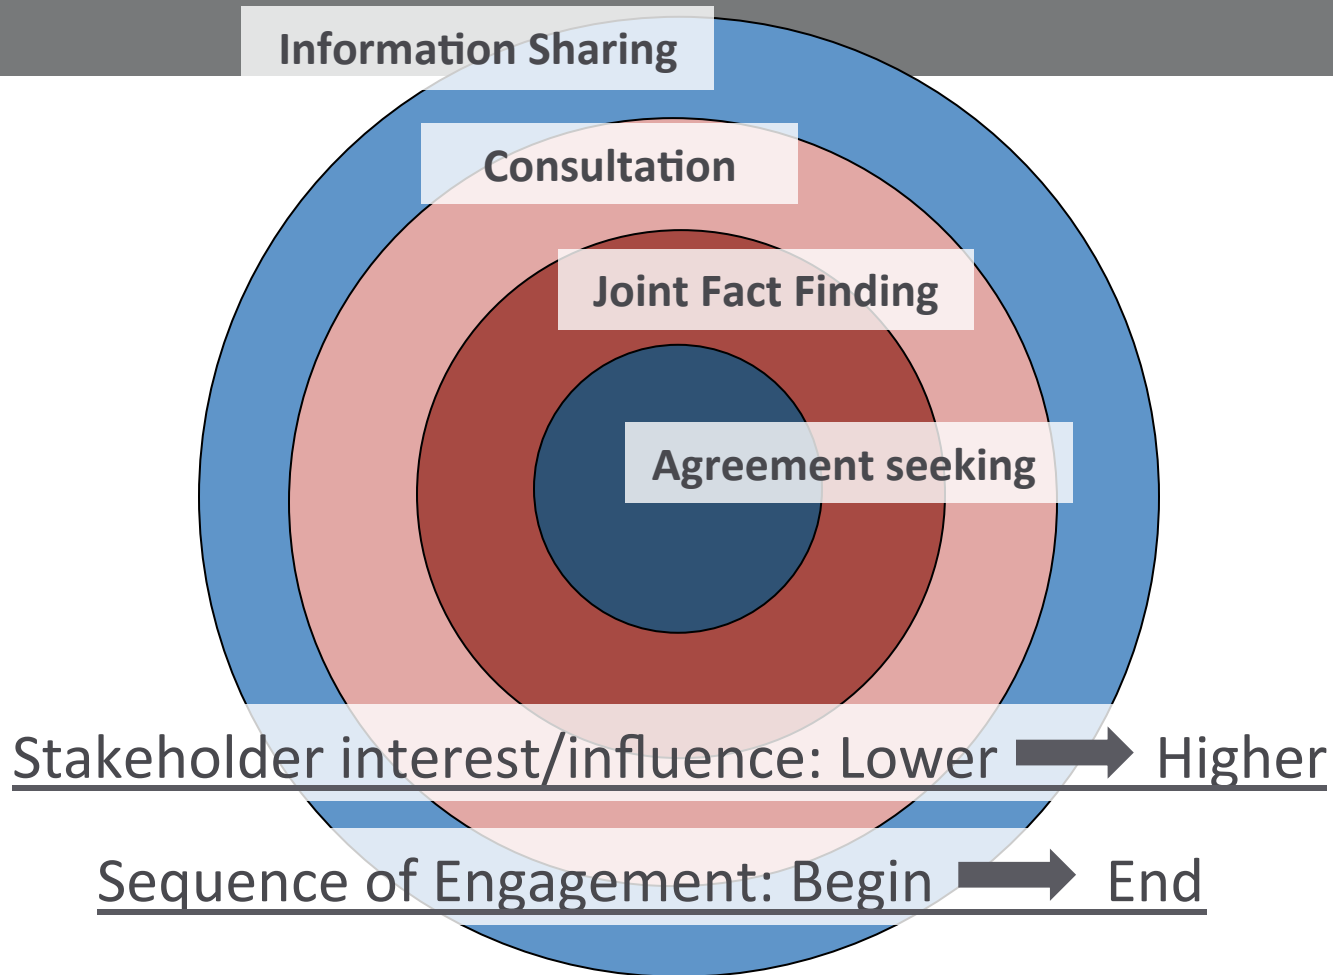 Information Sharing
Consultation
Joint Fact Finding
Agreement seeking
Stakeholder interest/influence: Lower Higher
Sequence of Engagement: Begin End